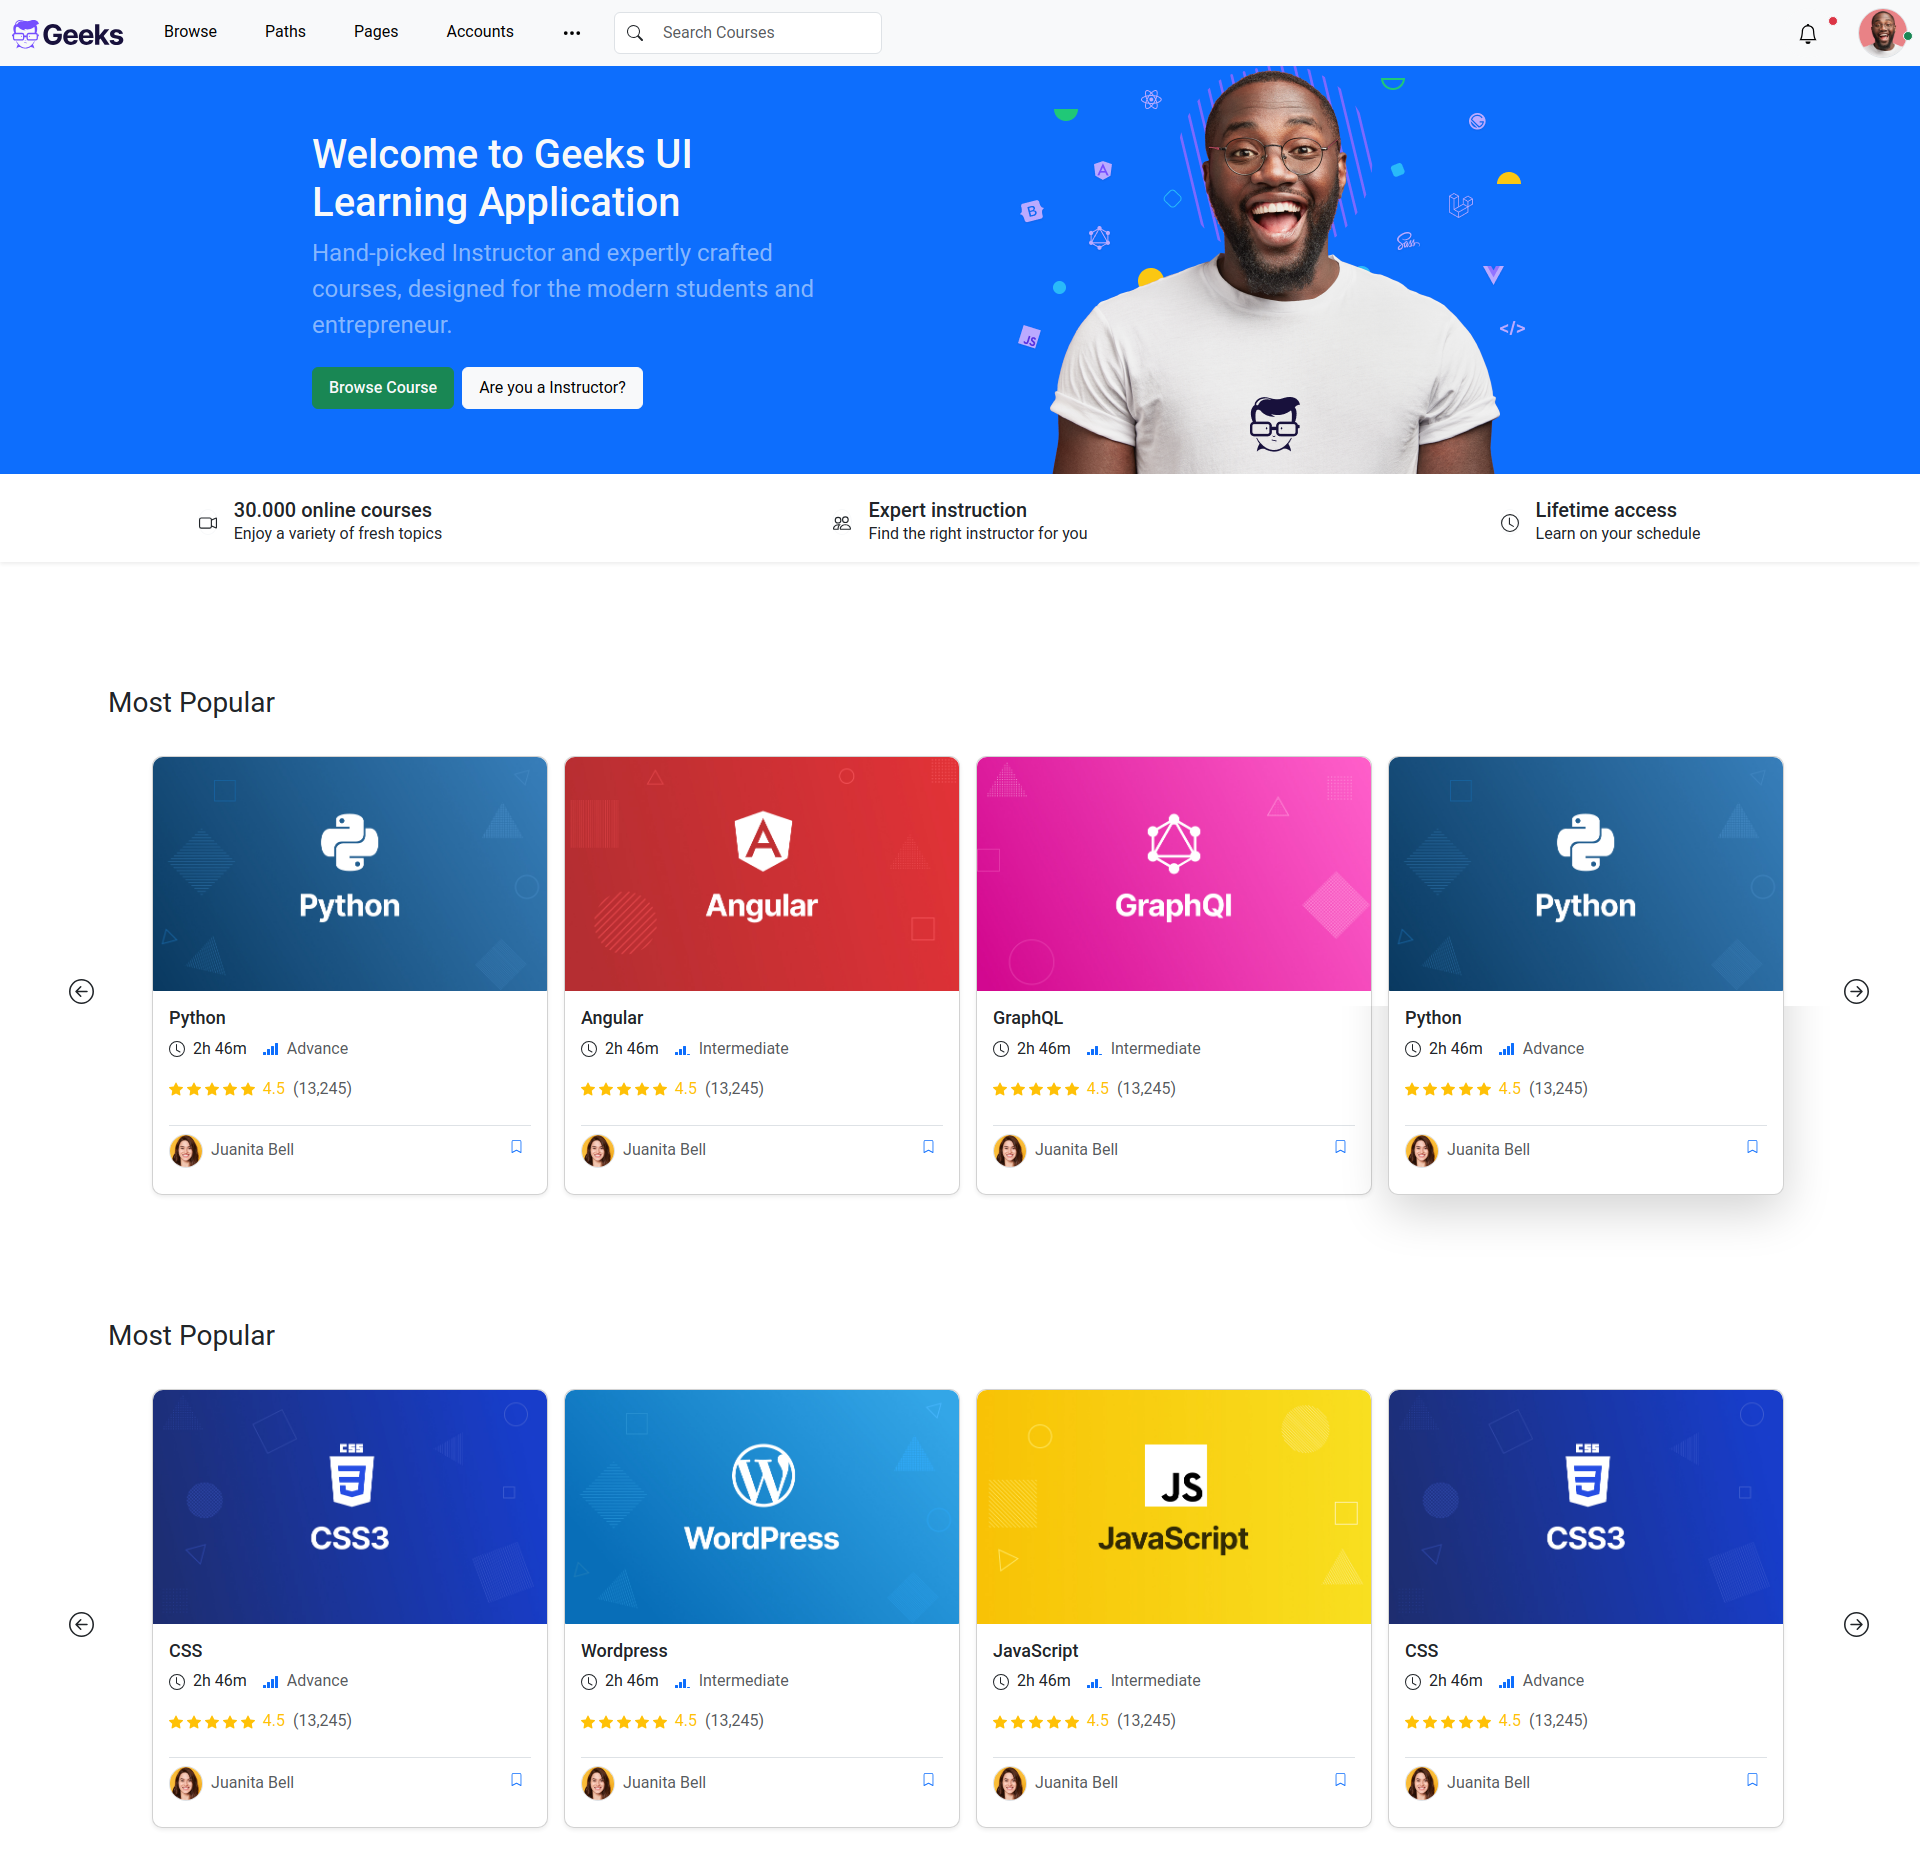 Geeks
Browse
Paths
Pages
Accounts
Search Courses
Welcome to Geeks UI
Learning Application
Hand-picked Instructor and expertly crafted
courses, designed for the modern students and
entrepreneur.
Browse Course
Are you a Instructor?
A
B
JS
Sass
</>
30.000 online courses
Enjoy a variety of fresh topics
Expert instruction
Find the right instructor for you
Lifetime access
Learn on your schedule
Most Popular
Python
A
Angular
GraphQl
Python
Python
2h 46m Advance
4.5 (13,245)
Juanita Bell
Angular
2h 46m Intermediate
4.5 (13,245)
Juanita Bell
GraphQL
2h 46m Intermediate
4.5 (13,245)
Juanita Bell
Python
2h 46m Advance
4.5 (13,245)
Juanita Bell
Most Popular
CSS
3
CSS3
W
WordPress
JS
JavaScript
CSS
3
CSS3
CSS
2h 46m Advance
4.5 (13,245)
Juanita Bell
Wordpress
2h 46m Intermediate
4.5 (13,245)
Juanita Bell
JavaScript
2h 46m Intermediate
4.5 (13,245)
Juanita Bell
CSS
2h 46m Advance
4.5 (13,245)
Juanita Bell